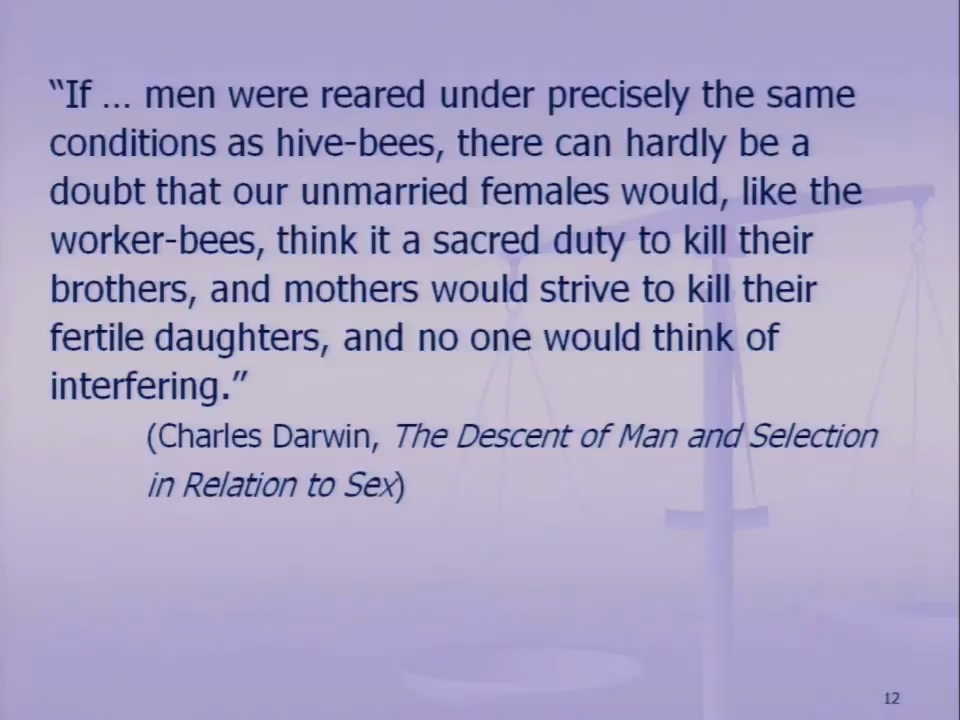 “If … men were reared under precisely the same
conditions as hive-bees, there can hardly be a
doubt that our unmarried females would, like the
worker-bees, think it a sacred duty to kill their
brothers, and mothers would strive to kill their
fertile daughters, and no one would think of
interfering.”
(Charles Darwin, The Descent of Man and Selection
in Relation to Sex)
12